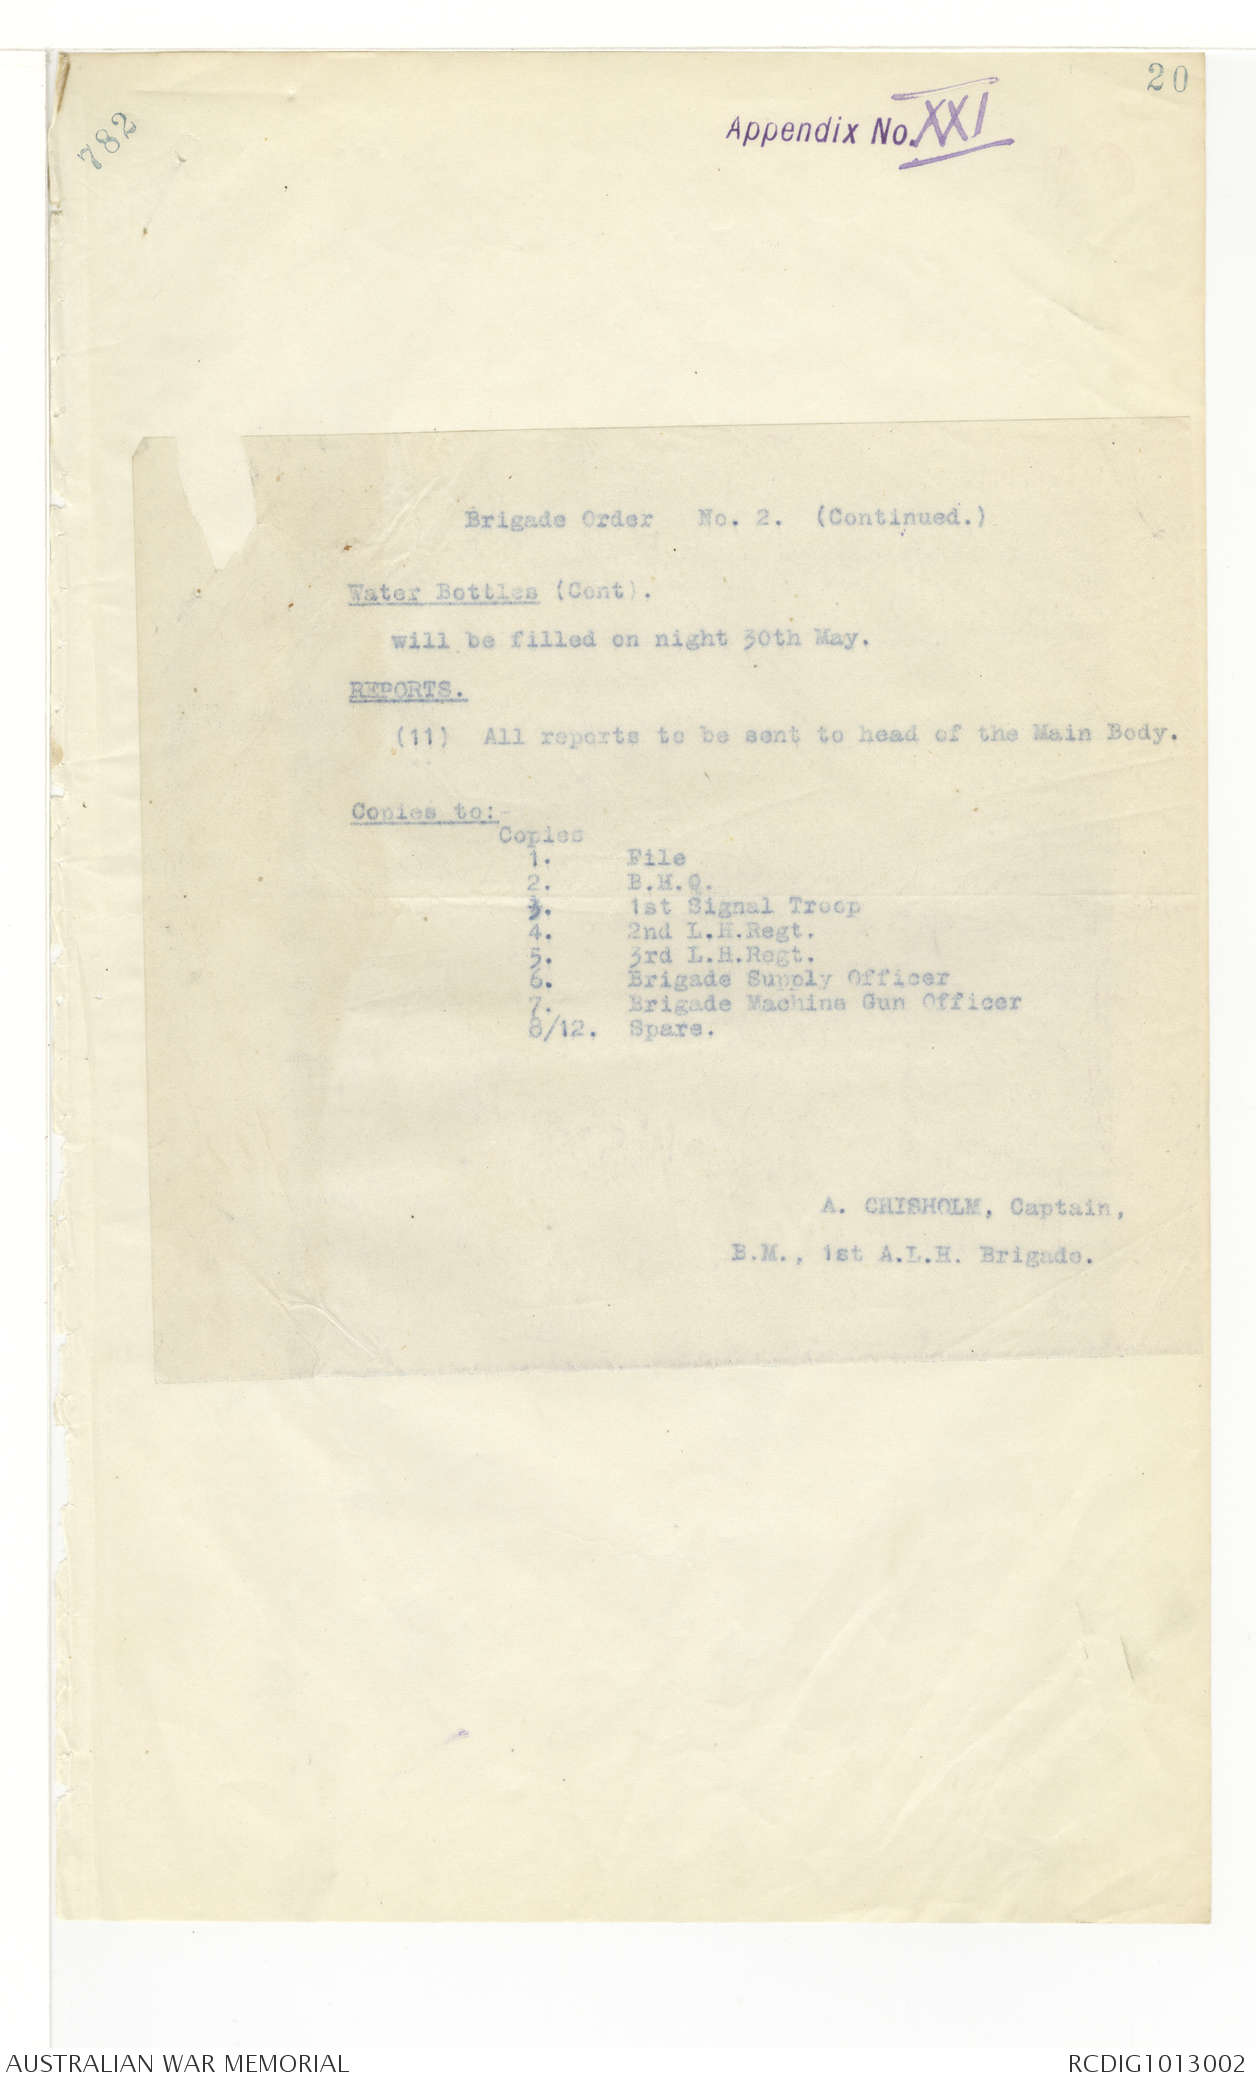 20
782
Appendix No. XXI
Brigade Order No. 2. (Continued.)
Water Bottles (Cont).
will be filled on night 30th May.
REPORTS.
(11) All reports to be sent to head of the Main Body.
Copies to:-
Copies
1. File
2. B.H.Q.
3. 1st Signal Troop
4. 2nd L.H.Regt.
5. 3rd L.H.Regt.
6. Brigade Supply Officer
7. Brigade Machine Gun Officer
8/12. Spare.
A. CHISHOLM, Captain,
B.M., 1st A.L.H. Brigade.
AUSTRALIAN WAR MEMORIAL
RCDIG1013002